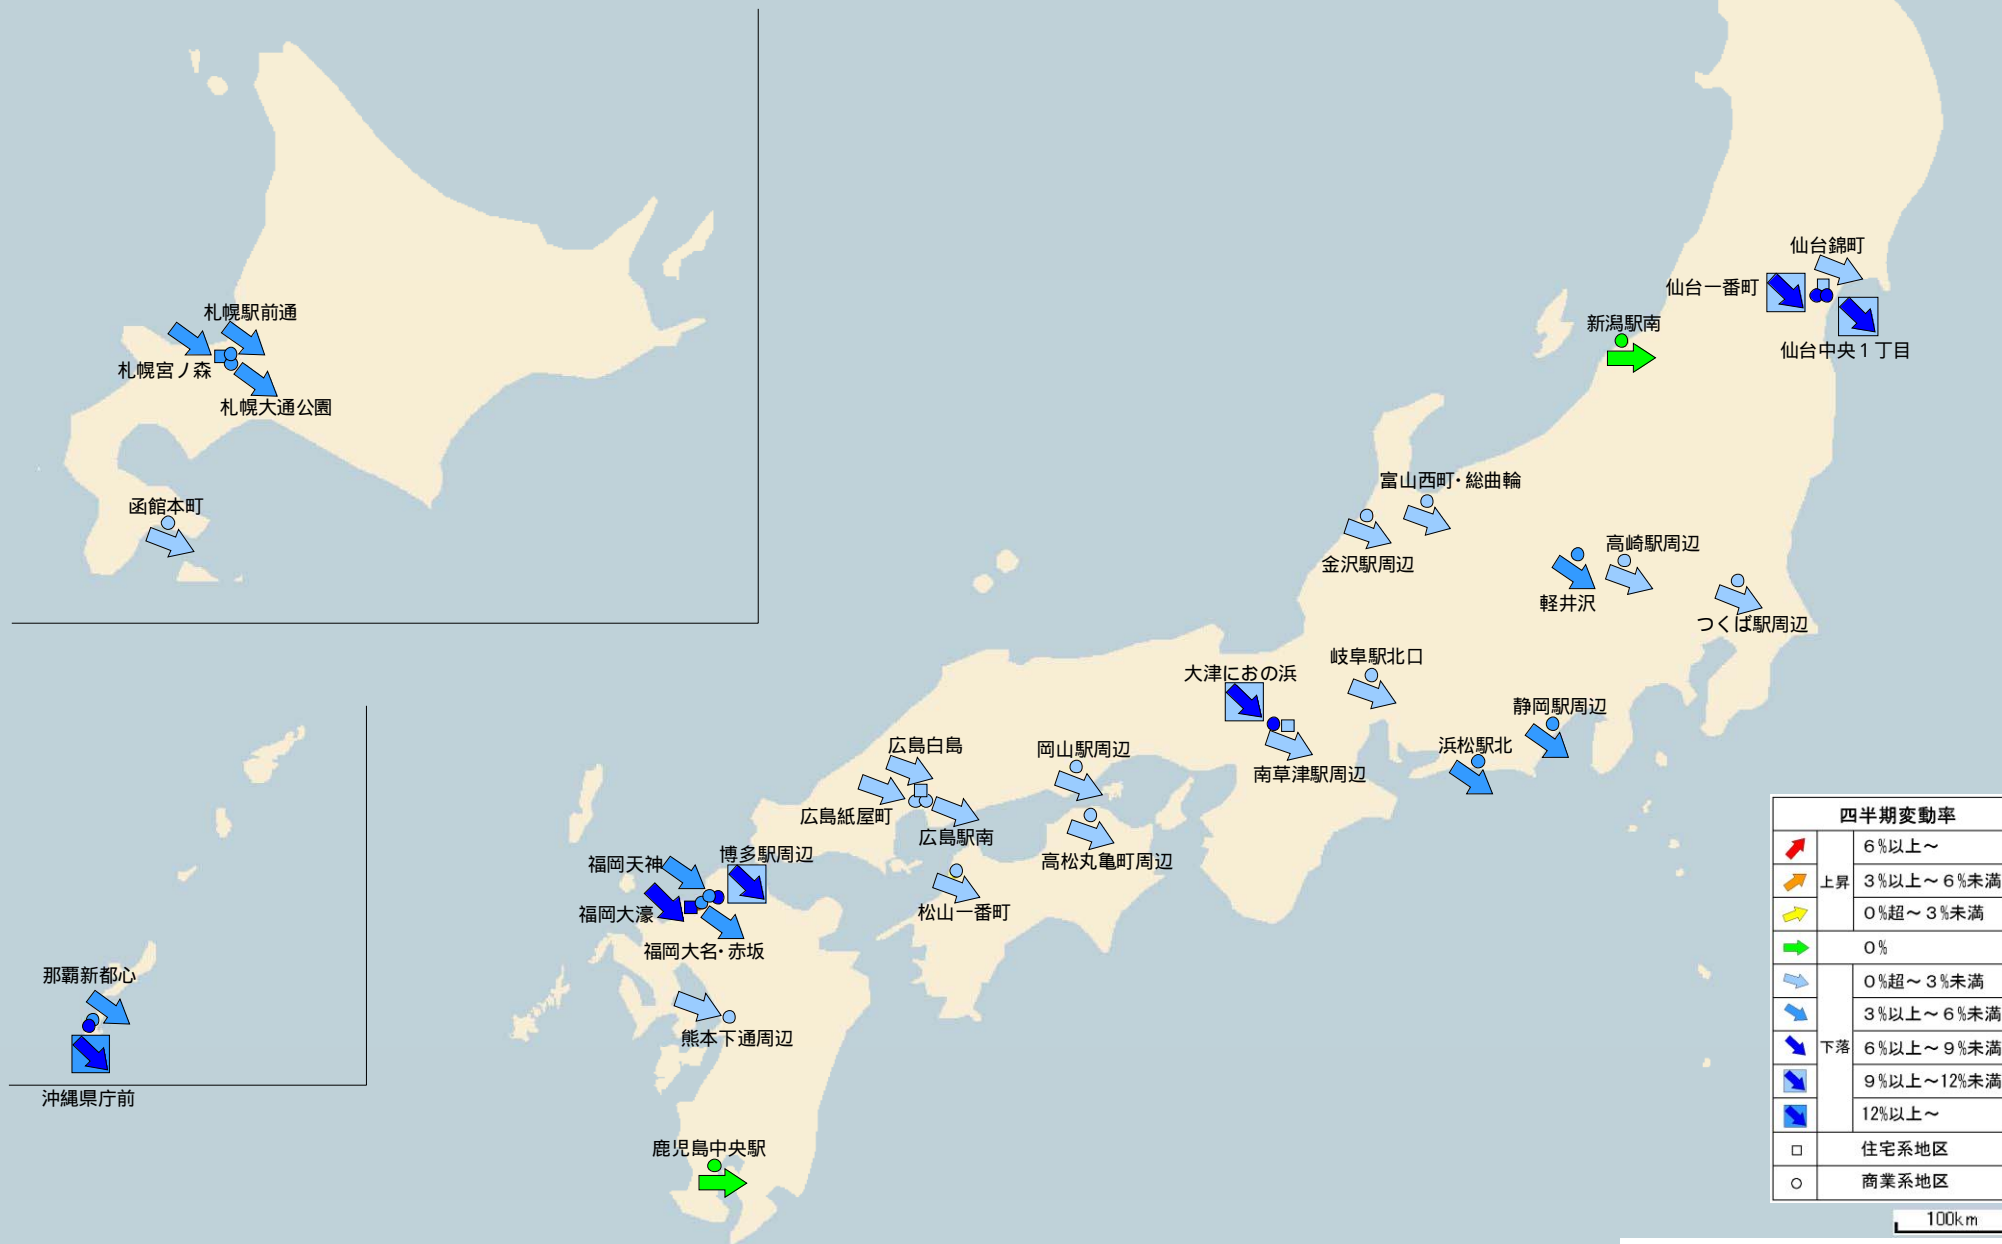 札幌駅前通
札幌宮ノ森
札幌大通公園
函館本町
仙台錦町
仙台一番町
仙台中央１丁目
新潟駅南
富山西町・総曲輪
金沢駅周辺
高崎駅周辺
軽井沢
つくば駅周辺
岐阜駅北口
大津におの浜
静岡駅周辺
浜松駅北
南草津駅周辺
広島白島
岡山駅周辺
広島紙屋町
広島駅南
高松丸亀町周辺
松山一番町
福岡天神
博多駅周辺
福岡大濠
福岡大名・赤坂
熊本下通周辺
鹿児島中央駅
那覇新都心
沖縄県庁前
四半期変動率
上昇
６%以上～
３%以上～６%未満
０%超～３%未満
０%
下落
０%超～３%未満
３%以上～６%未満
６%以上～９%未満
９%以上～12%未満
12%以上～
住宅系地区
商業系地区
100km